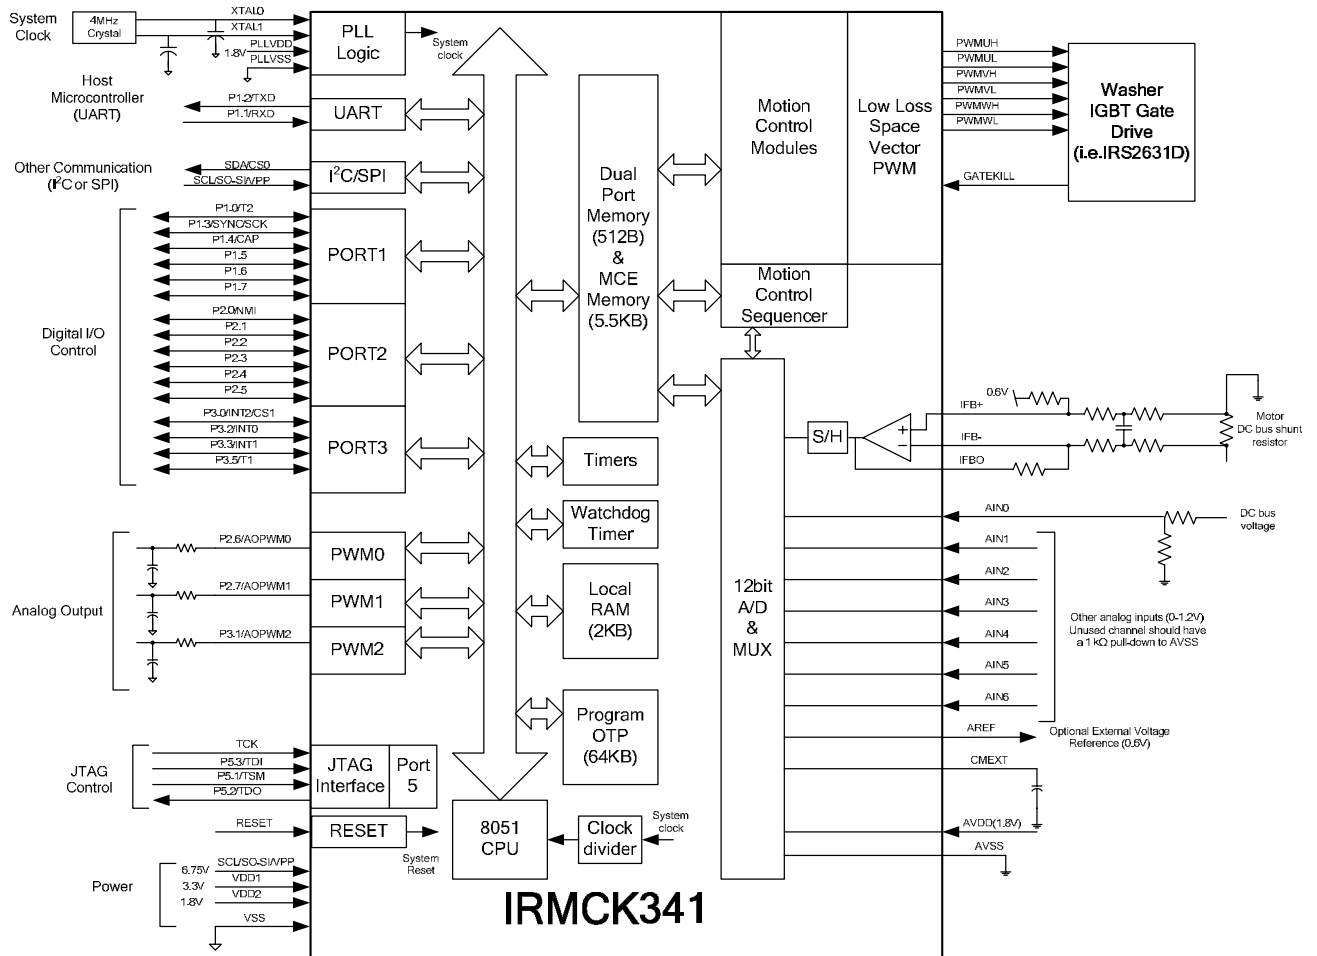 System
Clock
4MHz
Crystal
XTAL0
XTAL1
1.8V
PLLVDD
PLLVSS
PLL
Logic
System
clock
Host
Microcontroller
(UART)
P1.2/TXD
P1.1/RXD
UART
Other Communication
(I²C or SPI)
SDA/CS0
SCL/SO-SI/VPP
I²C/SPI
Digital I/O
Control
P1.0/T2
P1.3/SYNC/SCK
P1.4/CAP
P1.5
P1.6
P1.7
PORT1
P2.0/NMI
P2.1
P2.2
P2.3
P2.4
P2.5
PORT2
P3.0/INT2/CS1
P3.2/INT0
P3.3/INT1
P3.5/T1
PORT3
Analog Output
P2.6/AOPWM0
P2.7/AOPWM1
P3.1/AOPWM2
PWM0
PWM1
PWM2
JTAG
Control
TCK
P5.3/TDI
P5.1/TSM
P5.2/TDO
JTAG
Interface
Port
5
RESET
RESET
System
Reset
Power
6.75V
3.3V
1.8V
SCL/SO-SI/VPP
VDD1
VDD2
VSS
8051
CPU
Clock
divider
System
clock
Dual
Port
Memory
(512B)
&
MCE
Memory
(5.5KB)
Timers
Watchdog
Timer
Local
RAM
(2KB)
Program
OTP
(64KB)
Motion
Control
Modules
Low Loss
Space
Vector
PWM
Motion
Control
Sequencer
12bit
A/D
&
MUX
S/H
+
−
PWMUH
PWMUL
PWMVH
PWMVL
PWMWH
PWMWL
GATEKILL
Washer
IGBT Gate
Drive
(i.e.IRS2631D)
0.6V
IFB+
IFB-
IFBO
Motor
DC bus shunt
resistor
AIN0
DC bus
voltage
AIN1
AIN2
AIN3
AIN4
AIN5
AIN6
Other analog inputs (0-1.2V)
Unused channel should have
a 1 kΩ pull-down to AVSS
AREF
Optional External Voltage
Reference (0.6V)
CMEXT
AVDD(1.8V)
AVSS
IRMCK341